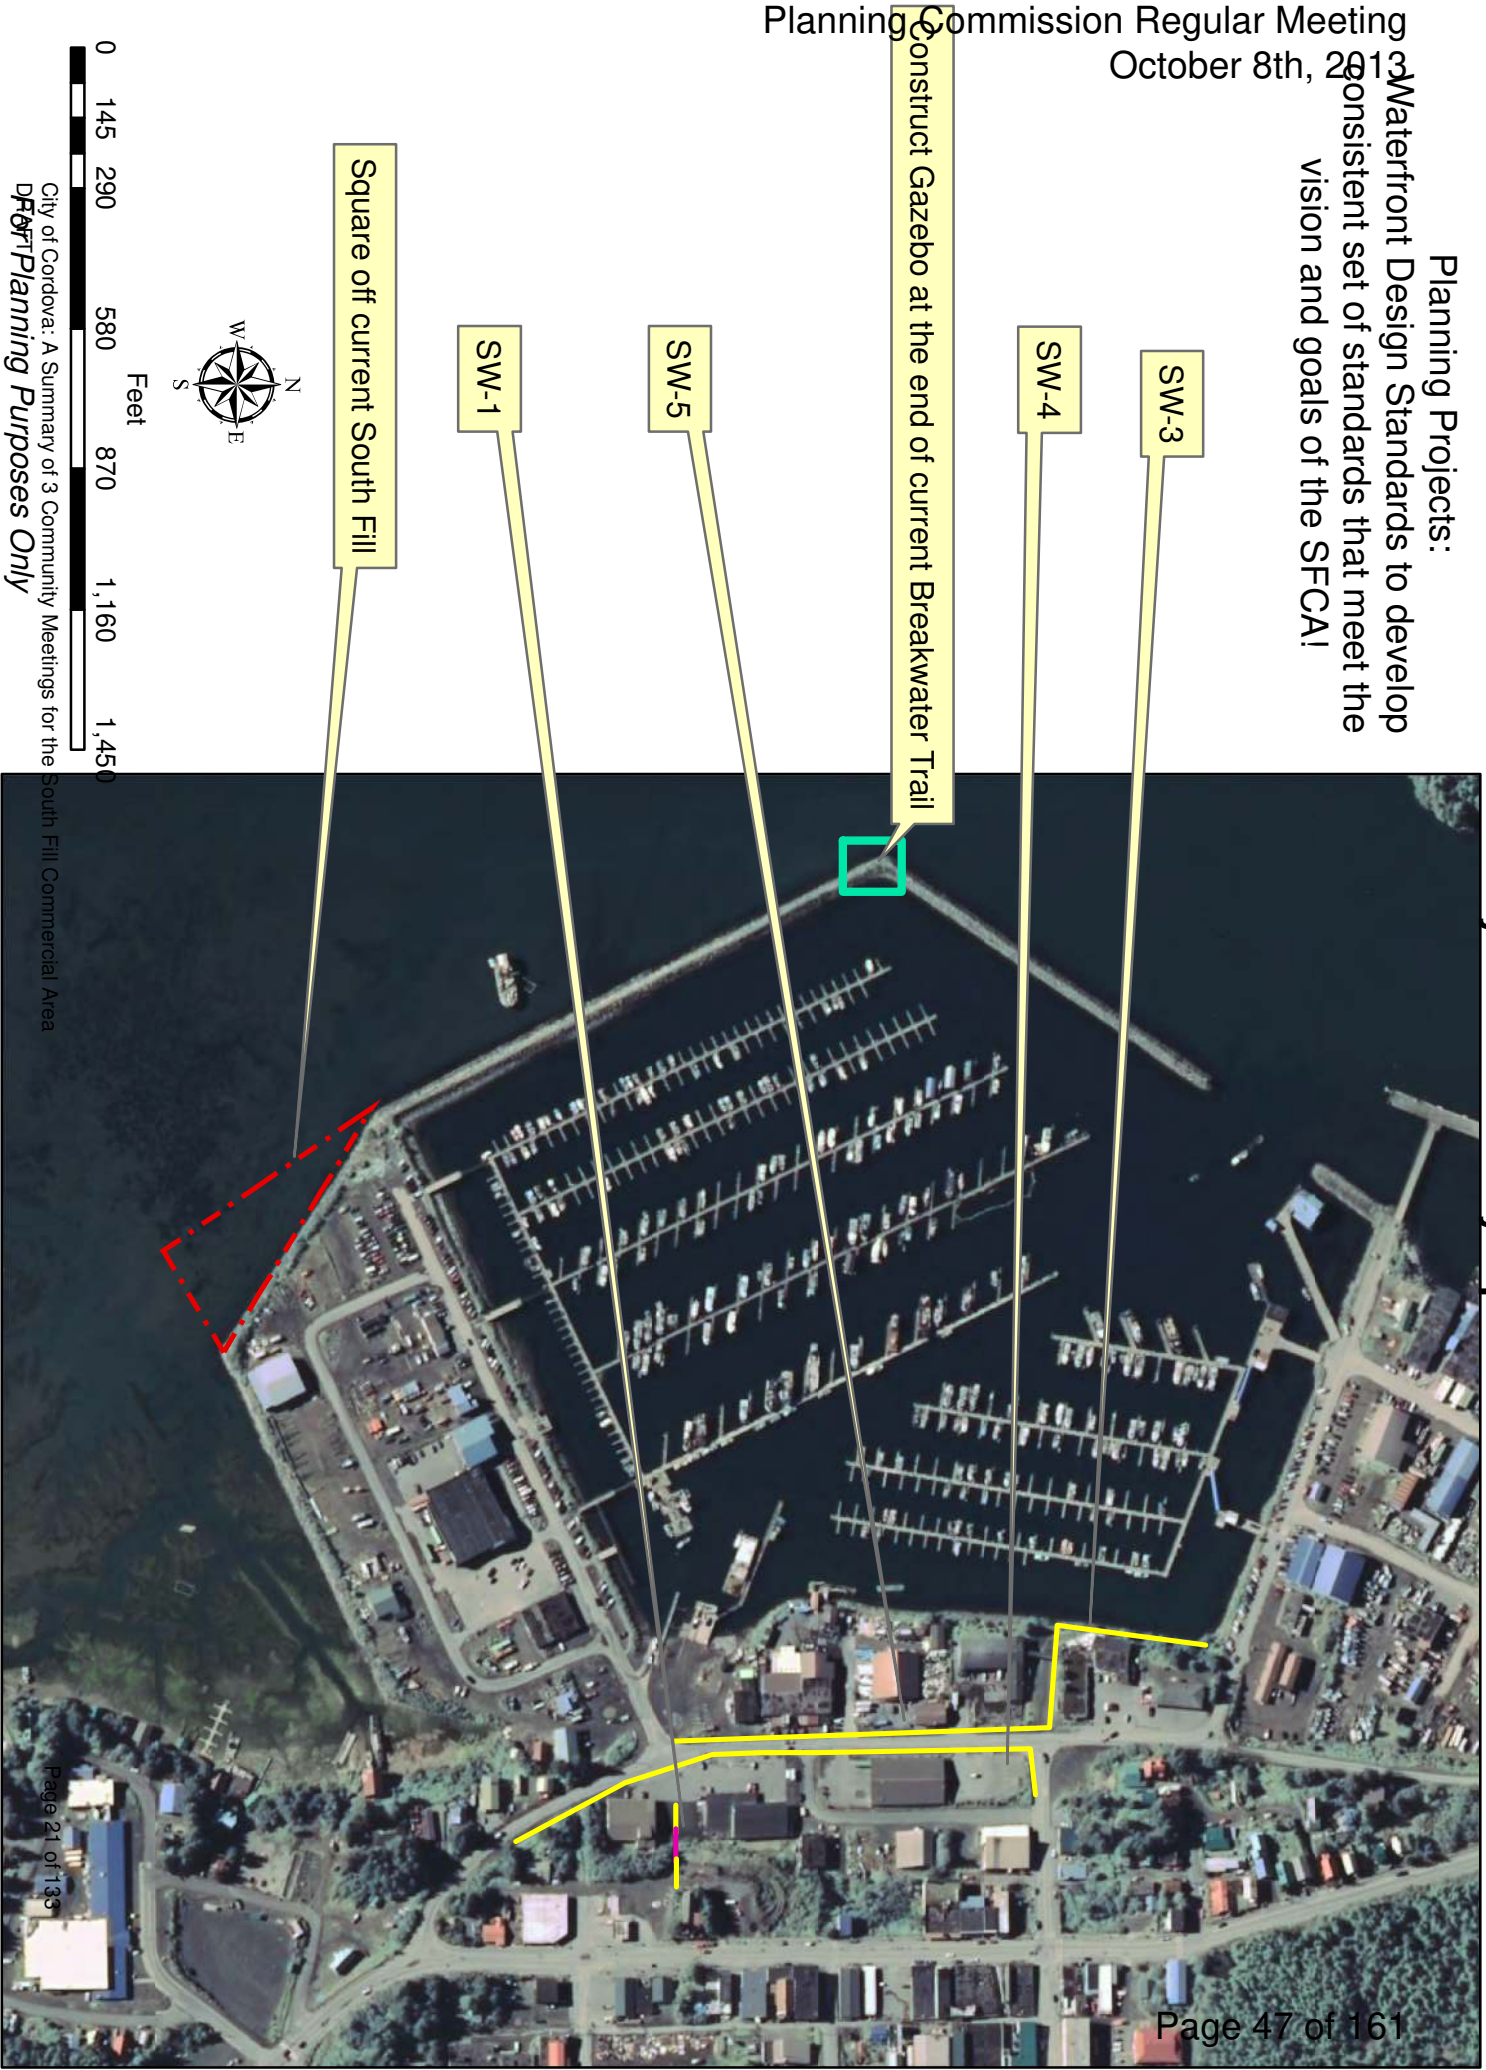 Planning Commission Regular Meeting
October 8th, 2013
Planning Projects:
Waterfront Design Standards to develop
consistent set of standards that meet the
vision and goals of the SFCA!
SW-3
SW-4
Construct Gazebo at the end of current Breakwater Trail
SW-5
SW-1
Square off current South Fill
N
W
E
S
Feet
0 145 290 580 870 1,160 1,450
City of Cordova: A Summary of 3 Community Meetings for the South Fill Commercial Area
DRAFT
For Planning Purposes Only
Page 21 of 133
Page 47 of 161